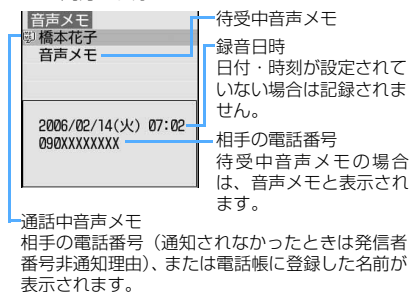 音声メモ
橋本花子
音声メモ
2006/02/14(火) 07:02
090XXXXXXXX
待受中音声メモ
録音日時
日付・時刻が設定されて
いない場合は記録されま
せん。
相手の電話番号
待受中音声メモの場合
は、音声メモと表示され
ます。
通話中音声メモ
相手の電話番号（通知されなかったときは発信者
番号非通知理由）、または電話帳に登録した名前が
表示されます。